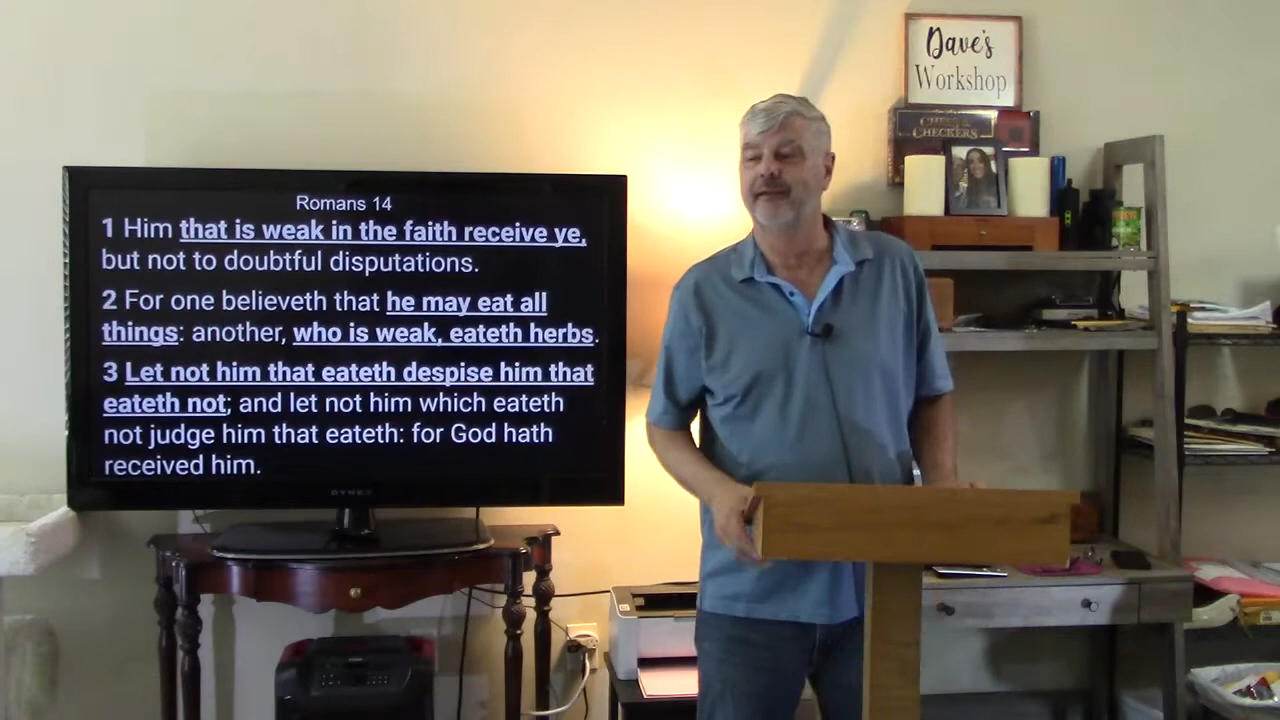 Dave's
Workshop
CHESS &
CHECKERS
Romans 14
1 Him that is weak in the faith receive ye,
but not to doubtful disputations.
2 For one believeth that he may eat all
things: another, who is weak, eateth herbs.
3 Let not him that eateth despise him that
eateth not; and let not him which eateth
not judge him that eateth: for God hath
received him.
DYNEX